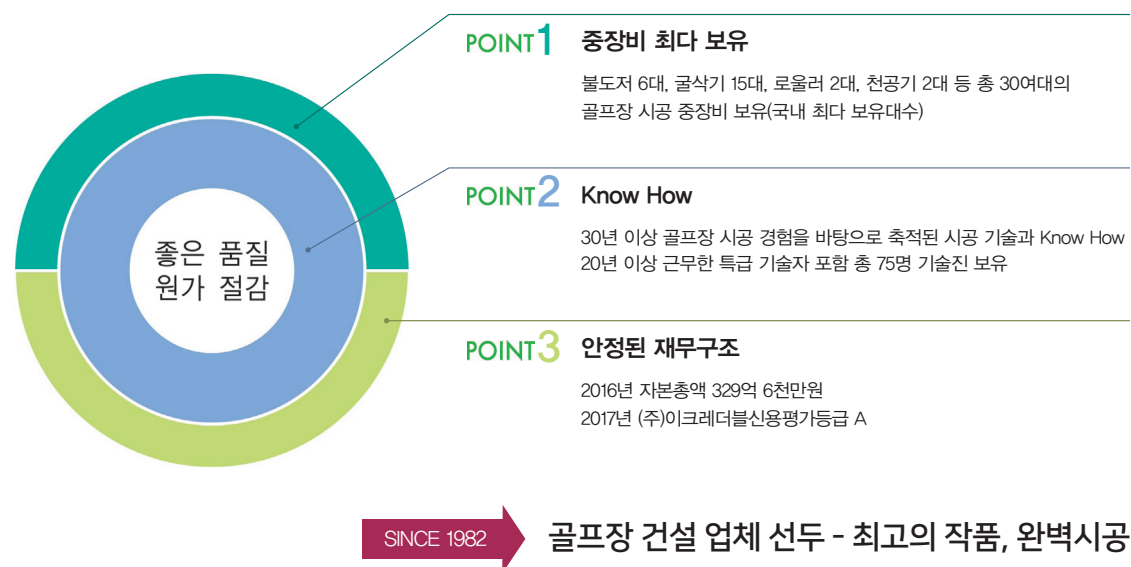 POINT1 중장비 최다 보유
불도저 6대, 굴삭기 15대, 로울러 2대, 천공기 2대 등 총 30여대의
골프장 시공 중장비 보유(국내 최다 보유대수)
POINT2 Know How
30년 이상 골프장 시공 경험을 바탕으로 축적된 시공 기술과 Know How
20년 이상 근무한 특급 기술자 포함 총 75명 기술진 보유
좋은 품질
원가 절감
POINT3 안정된 재무구조
2016년 자본총액 329억 6천만원
2017년 (주)이크레더블신용평가등급 A
SINCE 1982 골프장 건설 업체 선두 - 최고의 작품, 완벽시공